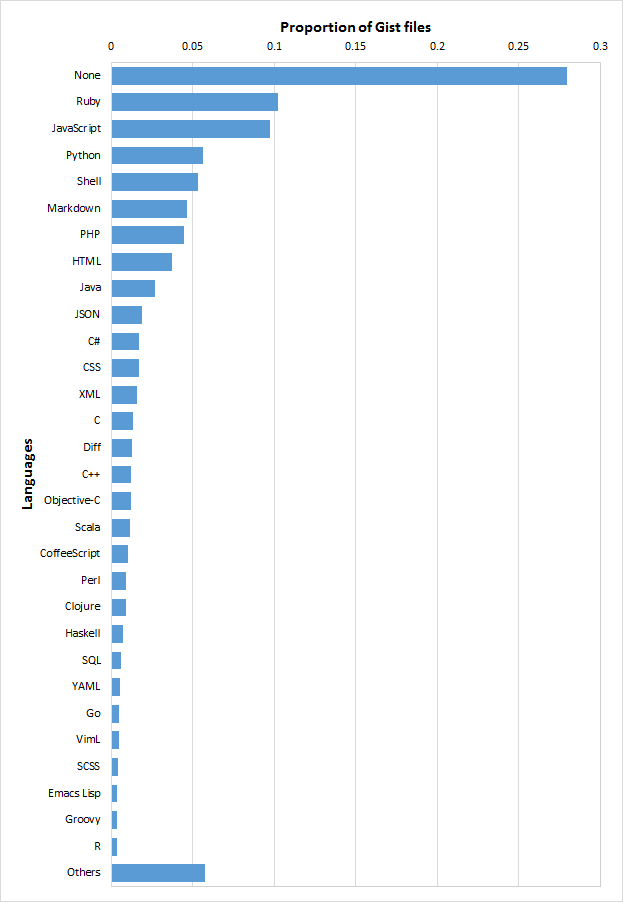 Proportion of Gist files
0 0.05 0.1 0.15 0.2 0.25 0.3
None
Ruby
JavaScript
Python
Shell
Markdown
PHP
HTML
Java
JSON
C#
CSS
XML
C
Diff
C++
Objective-C
Scala
CoffeeScript
Perl
Clojure
Haskell
SQL
YAML
Go
VimL
SCSS
Emacs Lisp
Groovy
R
Others
Languages